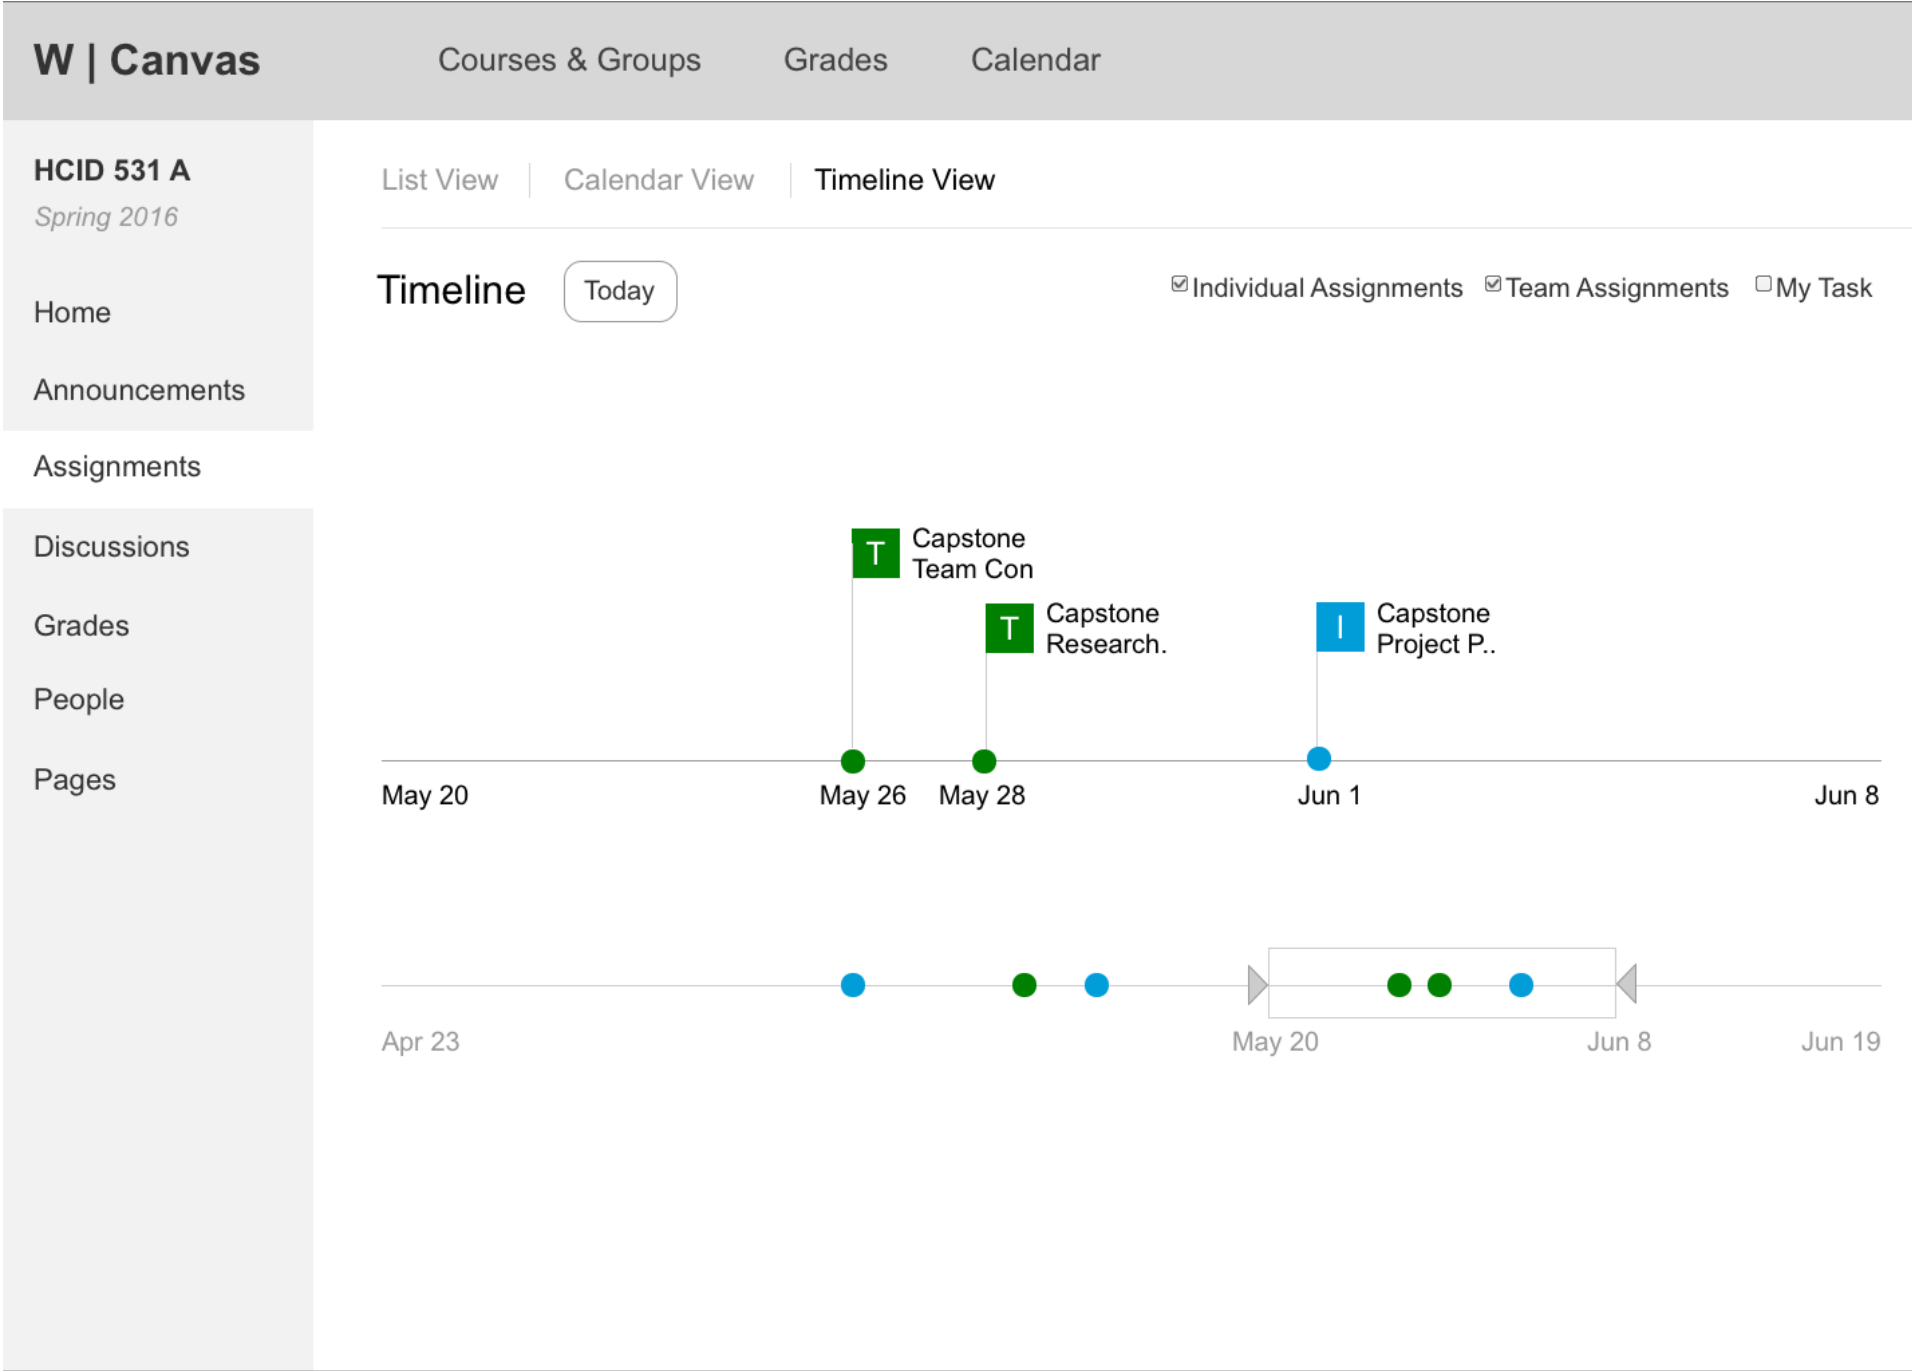 W | Canvas
Courses & Groups
Grades
Calendar
HCID 531 A
Spring 2016
Home
Announcements
Assignments
Discussions
Grades
People
Pages
List View
Calendar View
Timeline View
Timeline
Today
Individual Assignments
Team Assignments
My Task
T
Capstone
Team Con
T
Capstone
Research.
I
Capstone
Project P..
May 20
May 26
May 28
Jun 1
Jun 8
Apr 23
May 20
Jun 8
Jun 19